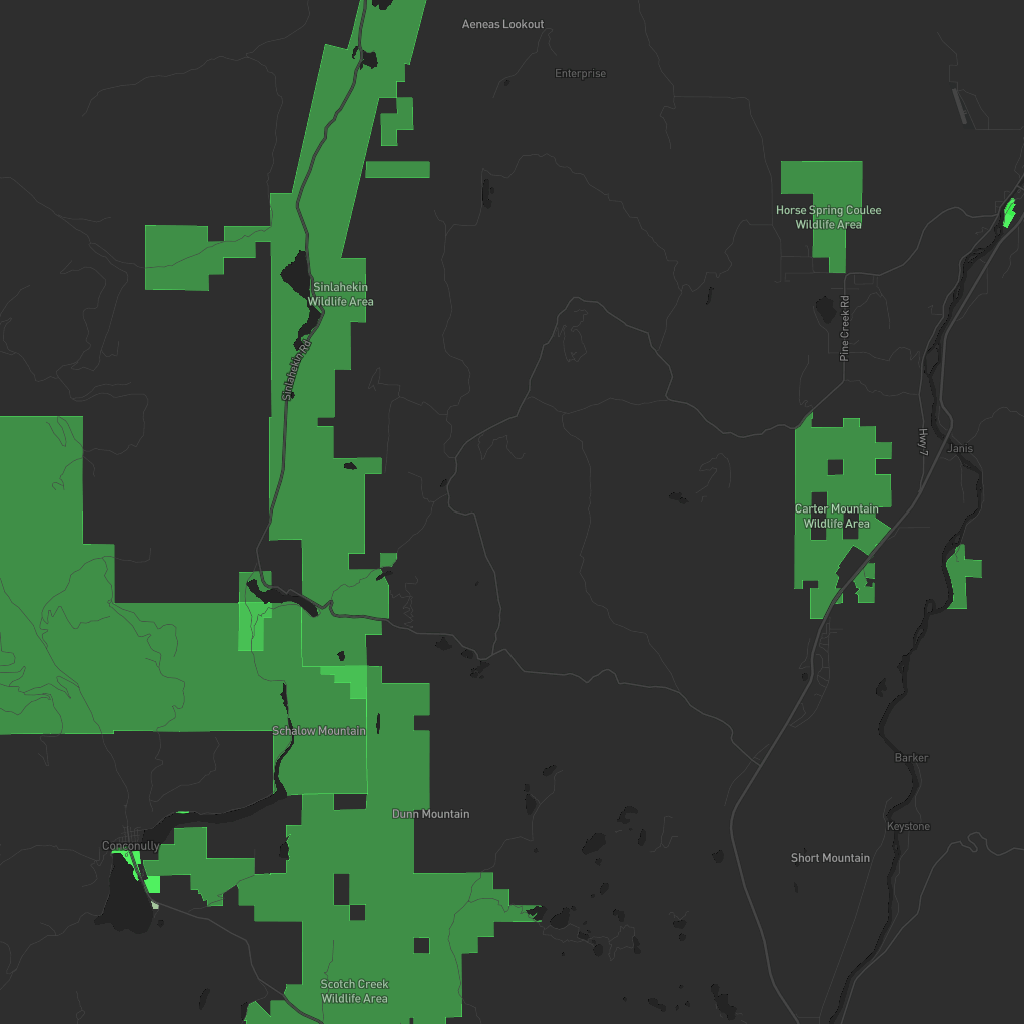 Aeneas Lookout
Enterprise
Horse Spring Coulee
Wildlife Area
Sinlahekin
Wildlife Area
Pine Creek Rd
Sinlahekin Rd
Hwy 7
Janis
Carter Mountain
Wildlife Area
Schalow Mountain
Barker
Dunn Mountain
Keystone
Conconully
Short Mountain
Scotch Creek
Wildlife Area